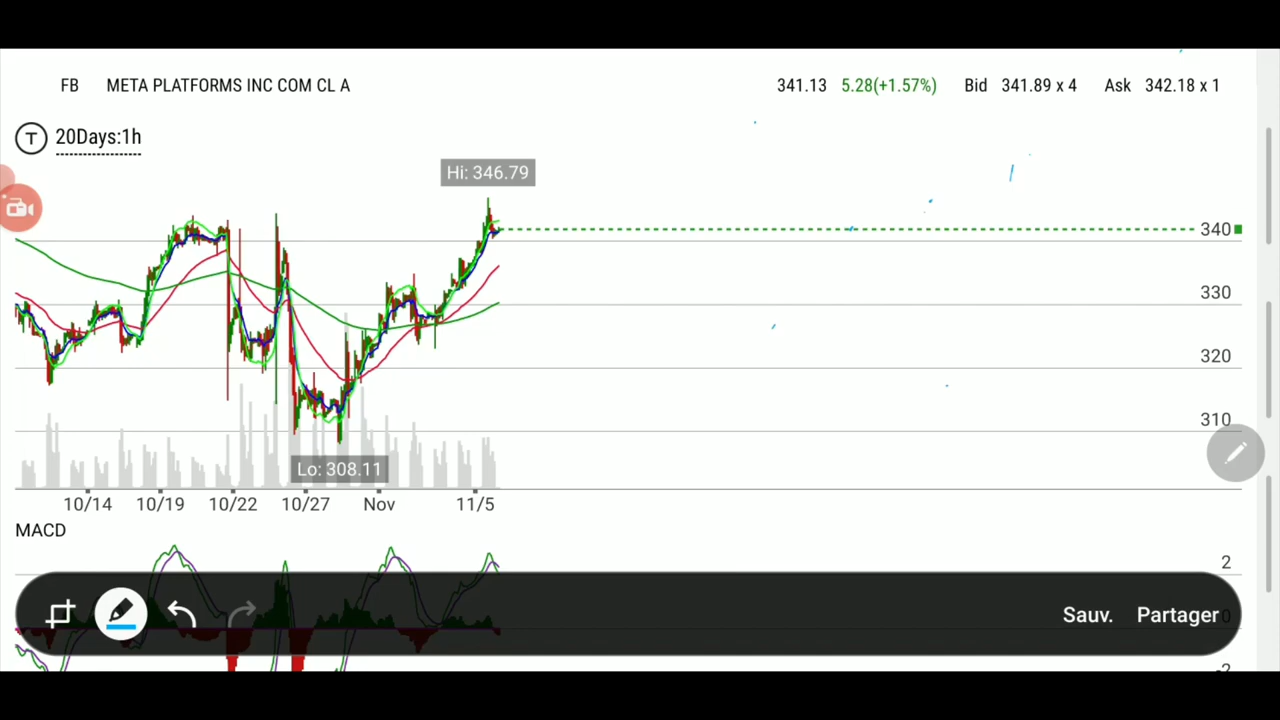 FB META PLATFORMS INC COM CL A 341.13 5.28(+1.57%) Bid 341.89 x 4 Ask 342.18 x 1
T 20Days:1h
Hi: 346.79
340
330
320
310
Lo: 308.11
10/14 10/19 10/22 10/27 Nov 11/5
MACD
2
Sauv. Partager 0
-2